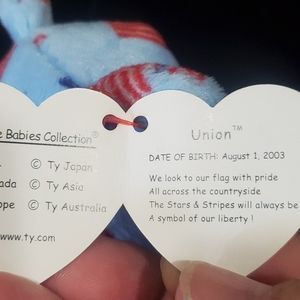 Babies Collection®
© Ty Japan
© Ty Asia
© Ty Australia
www.ty.com
Union™
DATE OF BIRTH: August 1, 2003
We look to our flag with pride
All across the countryside
The Stars & Stripes will always be
A symbol of our liberty !